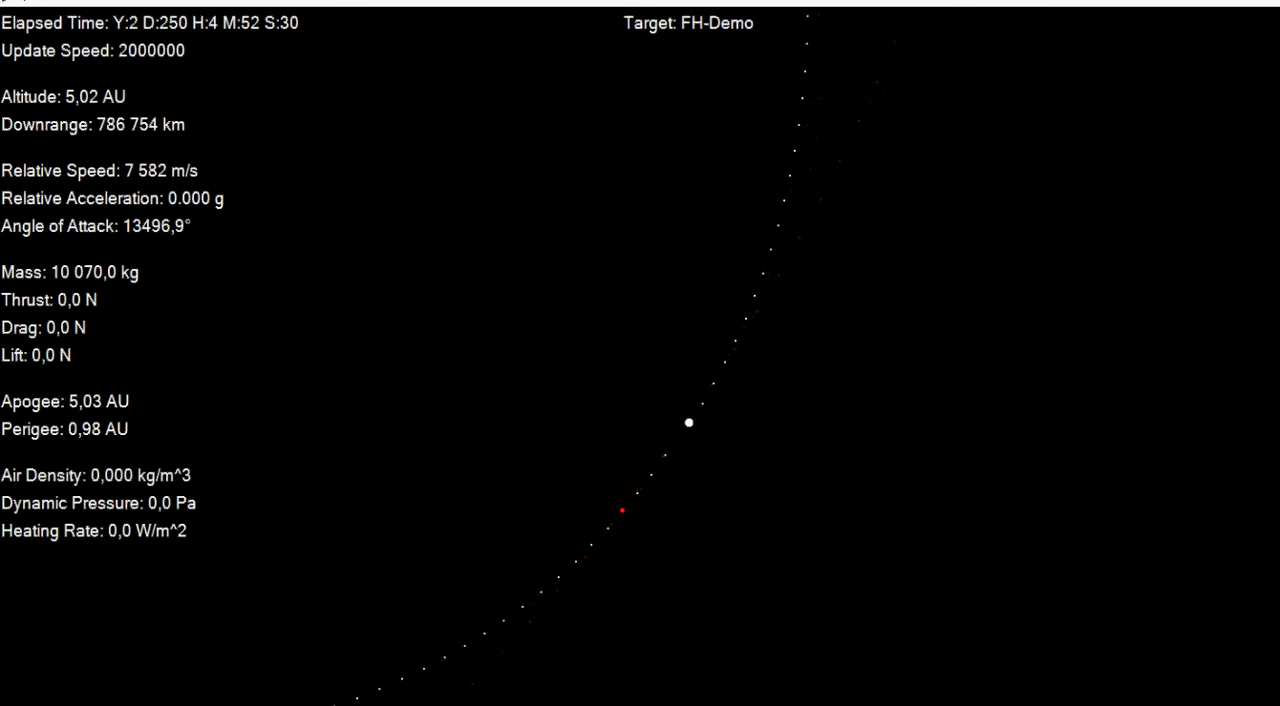 Elapsed Time: Y:2 D:250 H:4 M:52 S:30
Target: FH-Demo
Update Speed: 2000000
Altitude: 5,02 AU
Downrange: 786 754 km
Relative Speed: 7 582 m/s
Relative Acceleration: 0.000 g
Angle of Attack: 13496,9°
Mass: 10 070,0 kg
Thrust: 0,0 N
Drag: 0,0 N
Lift: 0,0 N
Apogee: 5,03 AU
Perigee: 0,98 AU
Air Density: 0,000 kg/m^3
Dynamic Pressure: 0,0 Pa
Heating Rate: 0,0 W/m^2